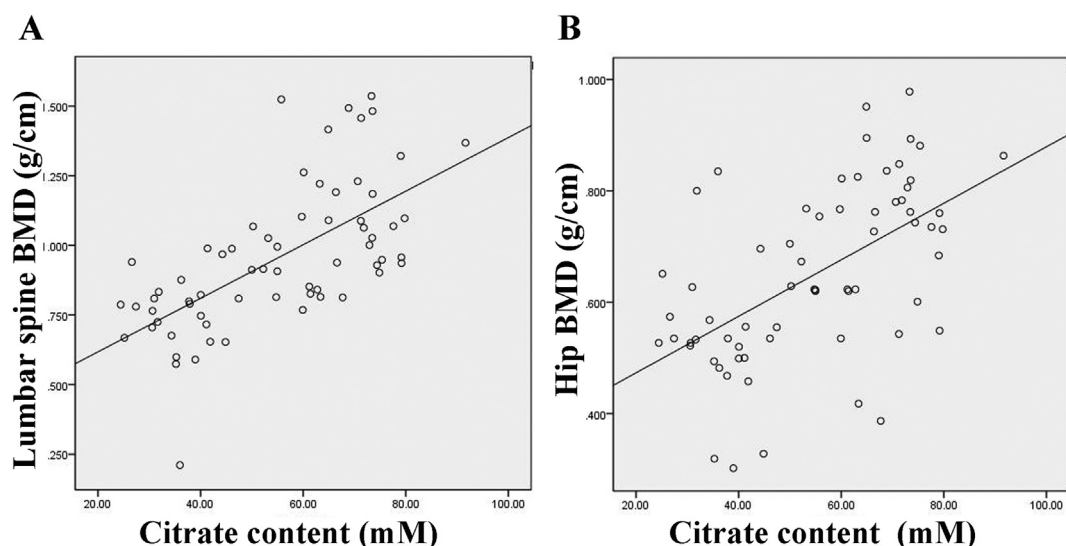 A
B
Lumbar spine BMD (g/cm)
.500
1.250
1.000
.750
.500
.250
20.00 40.00 60.00 80.00 100.00
Citrate content (mM)
Hip BMD (g/cm)
1.000
.800
.600
.400
20.00 40.00 60.00 80.00 100.00
Citrate content (mM)